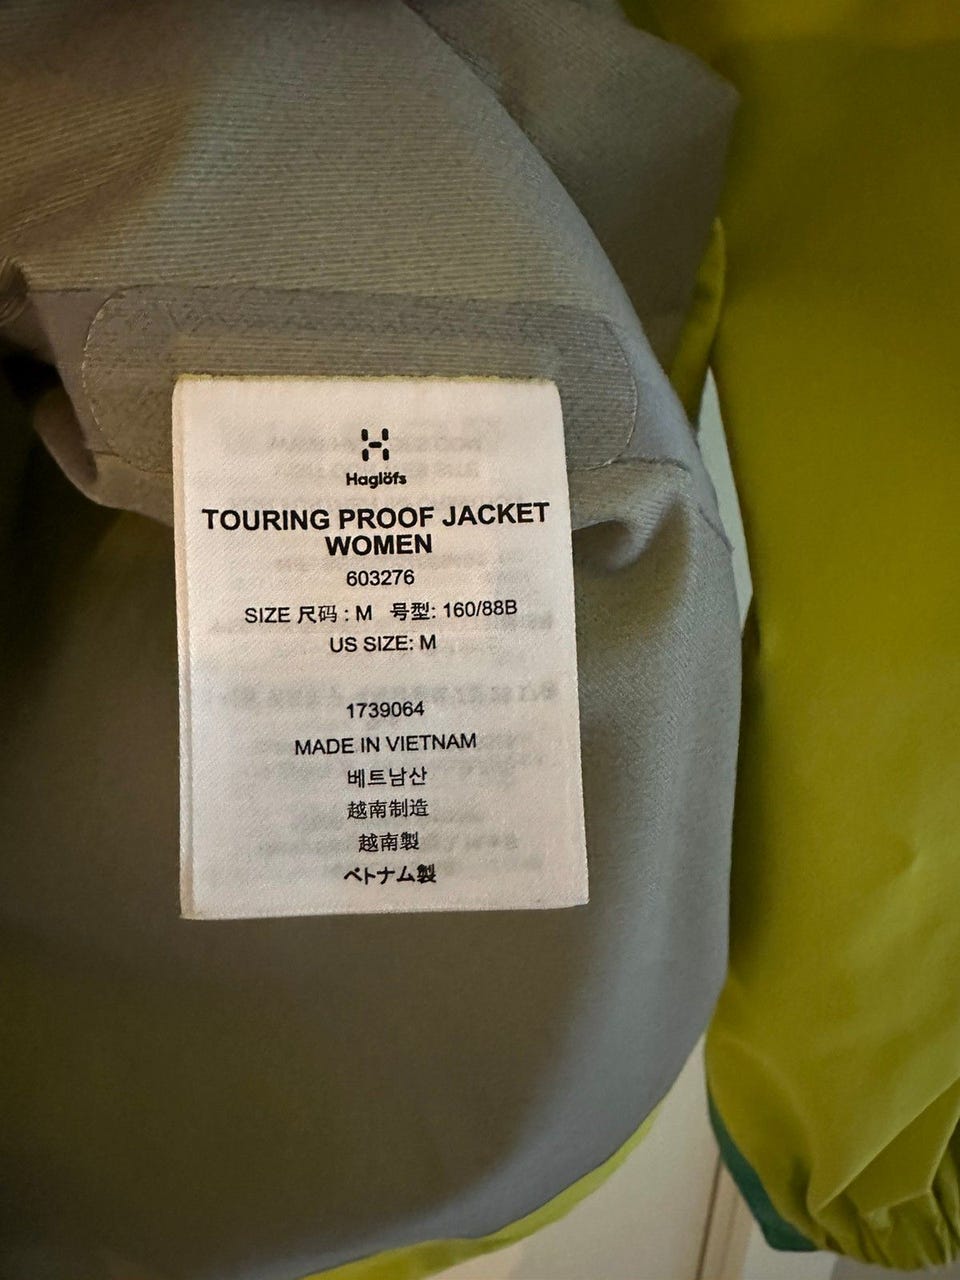 Haglöfs
TOURING PROOF JACKET
WOMEN
603276
SIZE 尺码 : M 号型: 160/88B
US SIZE: M
1739064
MADE IN VIETNAM
베트남산
越南制造
越南製
ベトナム製